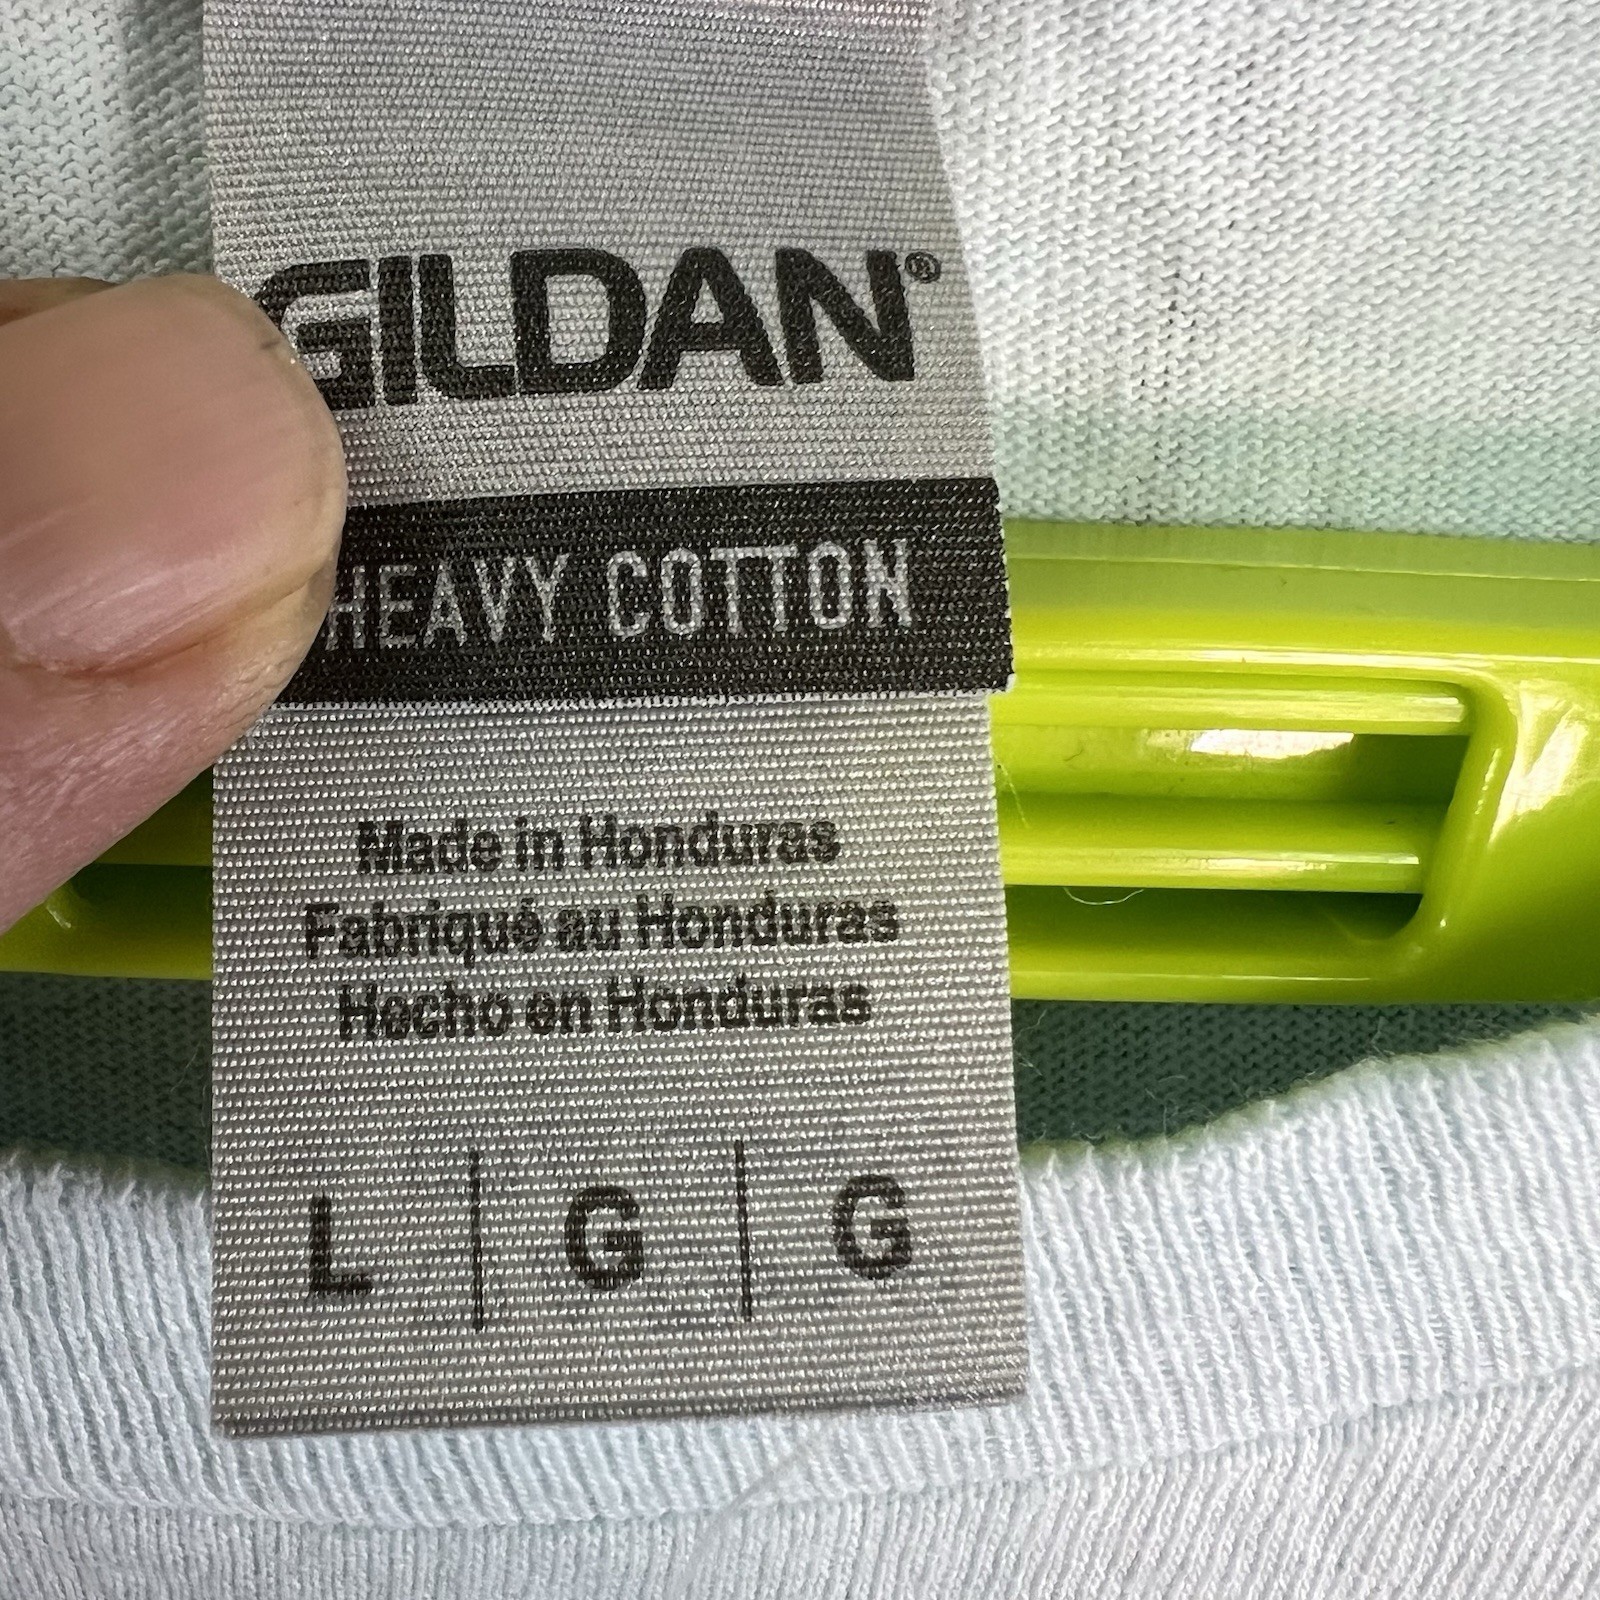 GILDAN®
HEAVY COTTON
Made in Honduras
Fabriqué au Honduras
Hecho en Honduras
L | G | G